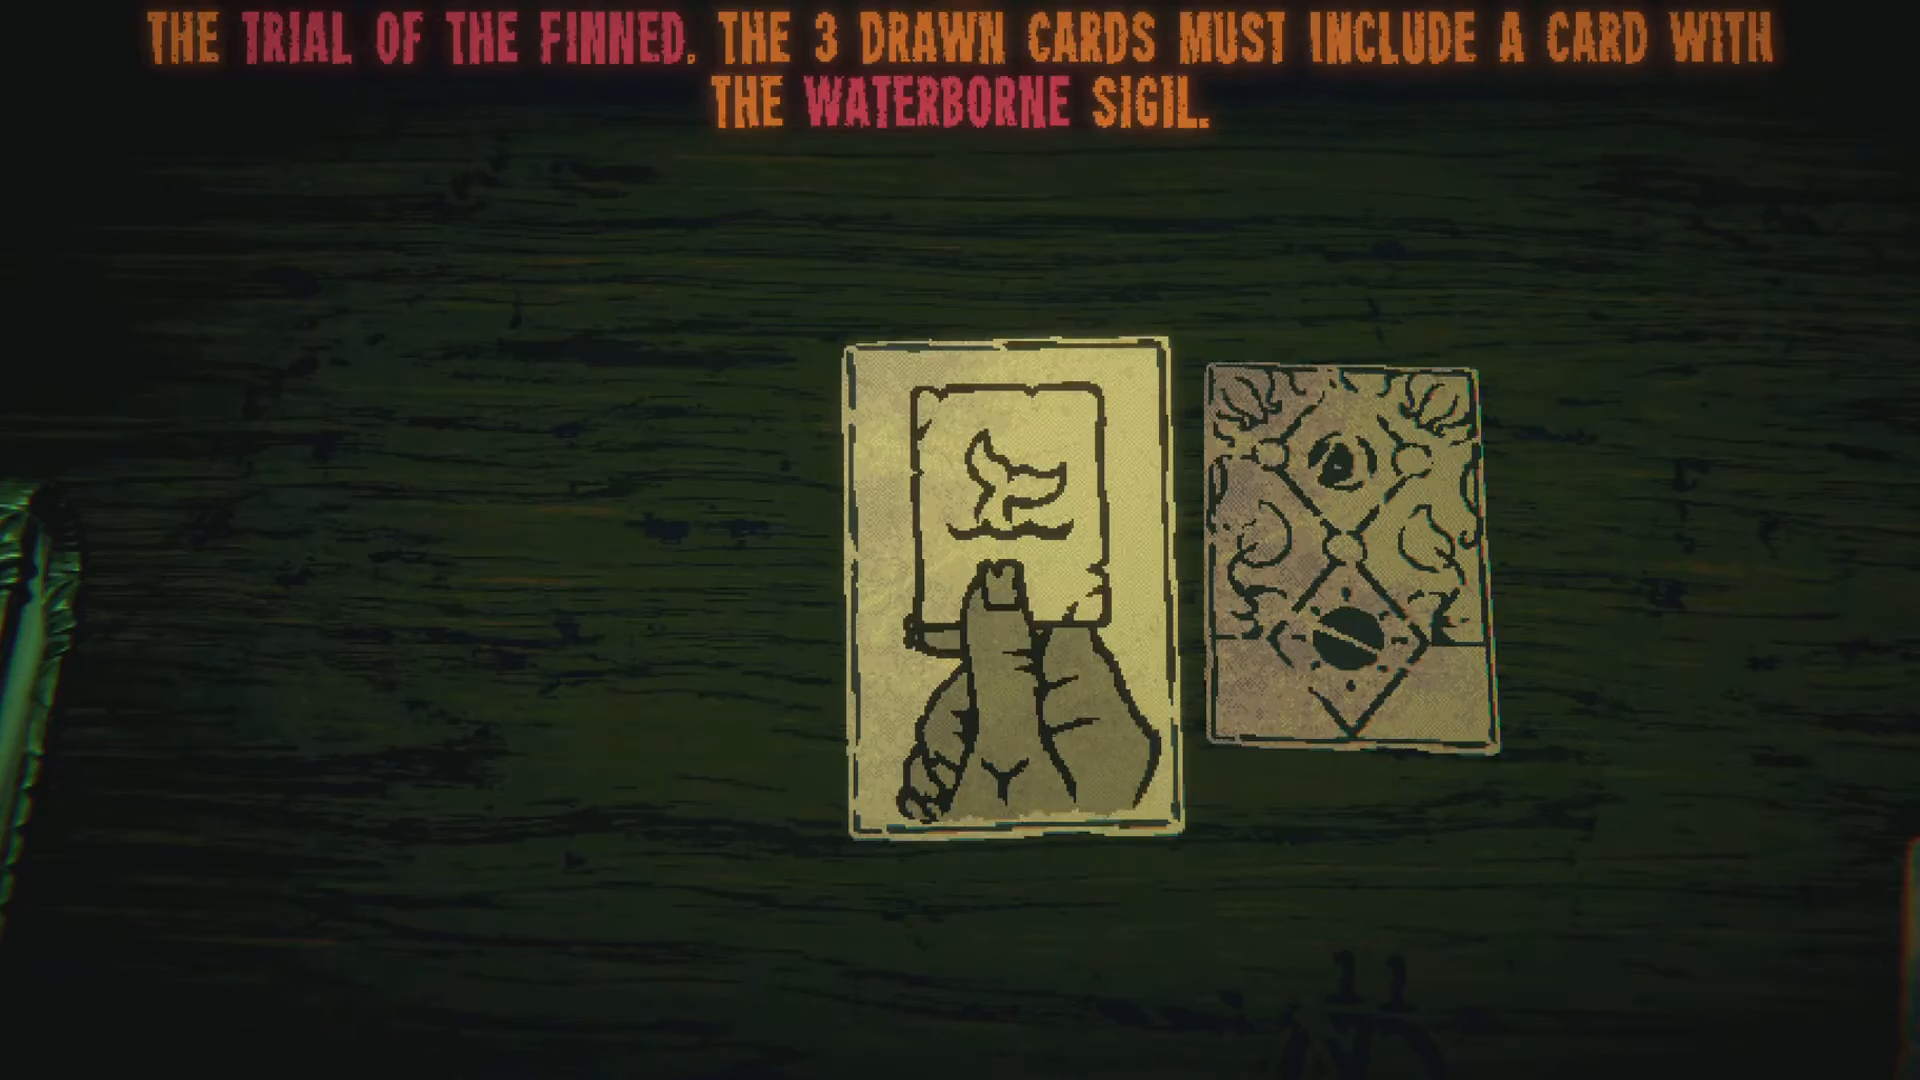 THE TRIAL OF THE FINNED. THE 3 DRAWN CARDS MUST INCLUDE A CARD WITH
THE WATERBORNE SIGIL.